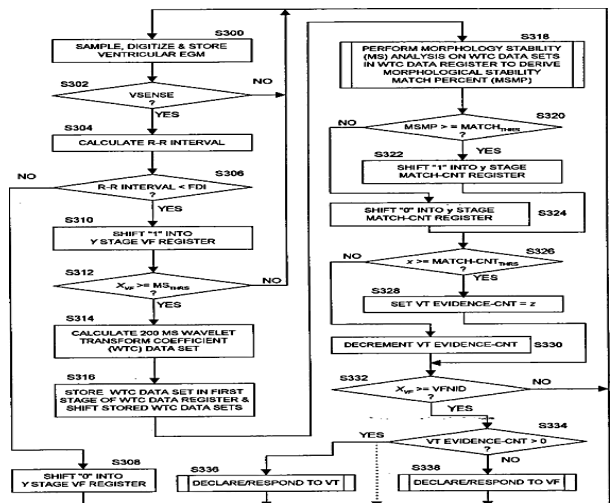 S300
SAMPLE, DIGITIZE & STORE
VENTRICULAR EGM
S302
VSENSE
?
NO
YES
S304
CALCULATE R-R INTERVAL
S306
NO
R-R INTERVAL < FDI
?
YES
S310
SHIFT "1" INTO
Y STAGE VF REGISTER
S312
X_VF >= MS_THRS
?
NO
YES
S314
CALCULATE 200 MS WAVELET
TRANSFORM COEFFICIENT
(WTC) DATA SET
S316
STORE WTC DATA SET IN FIRST
STAGE OF WTC DATA REGISTER &
SHIFT STORED WTC DATA SETS
S308
SHIFT "0" INTO
Y STAGE VF REGISTER
S318
PERFORM MORPHOLOGY STABILITY
(MS) ANALYSIS ON WTC DATA SETS
IN WTC DATA REGISTER TO DERIVE
MORPHOLOGICAL STABILITY
MATCH PERCENT (MSMP)
S320
NO
MSMP >= MATCH_THRS
?
YES
S322
SHIFT "1" INTO y STAGE
MATCH-CNT REGISTER
SHIFT "0" INTO y STAGE
MATCH-CNT REGISTER
S324
S326
NO
x >= MATCH-CNT_THRS
?
YES
S328
SET VT EVIDENCE-CNT = z
DECREMENT VT EVIDENCE-CNT
S330
S332
X_VF >= VFNID
?
NO
YES
S334
YES
VT EVIDENCE-CNT > 0
?
NO
S336
DECLARE/RESPOND TO VT
S338
DECLARE/RESPOND TO VF